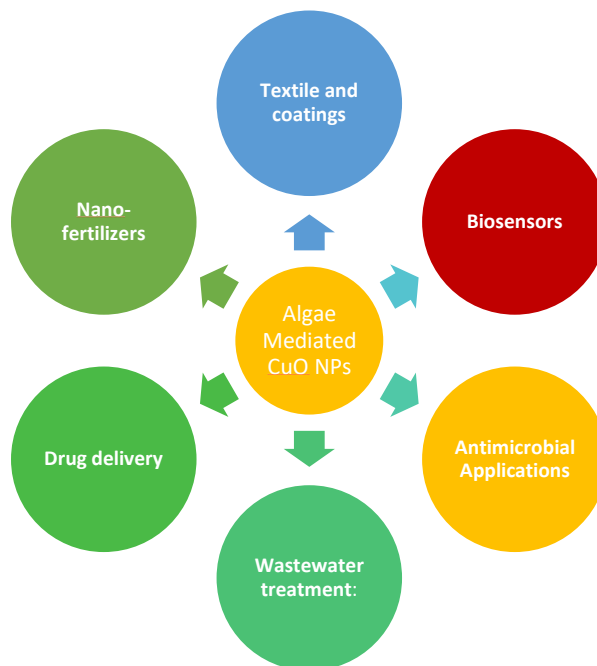 Textile and
coatings
Nano-
fertilizers
Biosensors
Algae
Mediated
CuO NPs
Drug delivery
Antimicrobial
Applications
Wastewater
treatment: